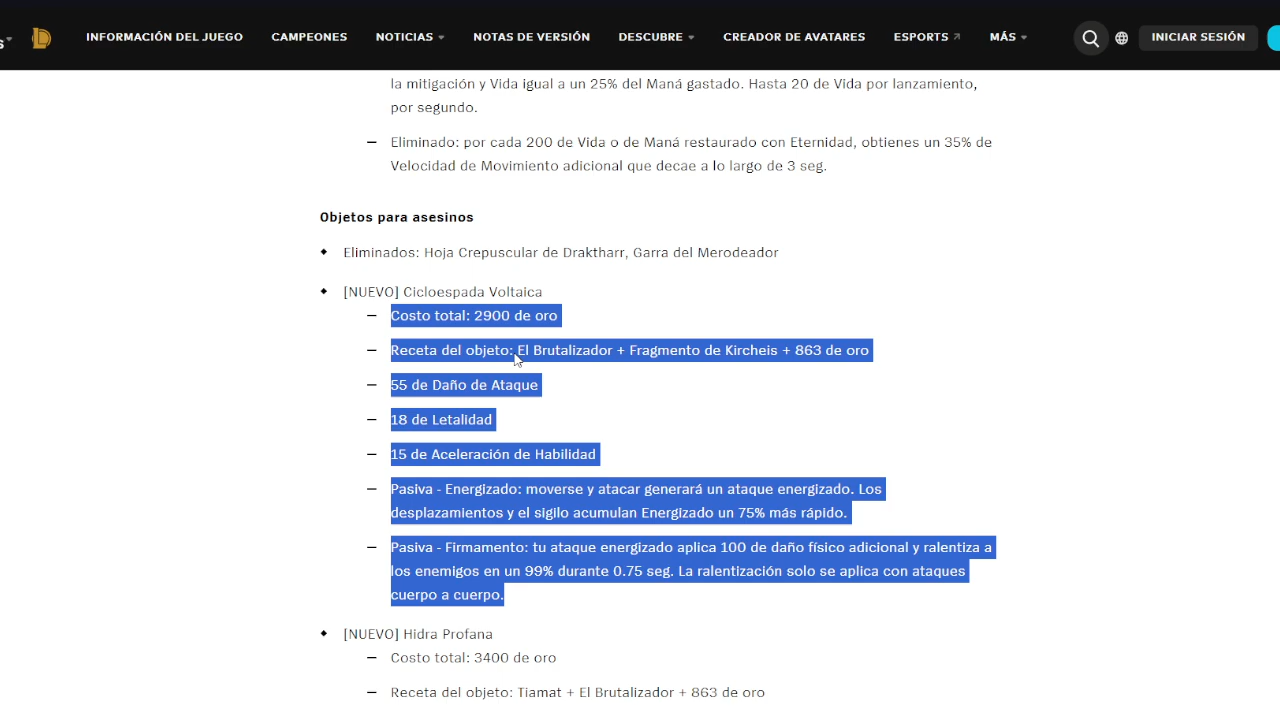 S
INFORMACIÓN DEL JUEGO CAMPEONES NOTICIAS NOTAS DE VERSIÓN DESCUBRE CREADOR DE AVATARES ESPORTS MÁS INICIAR SESIÓN
la mitigación y Vida igual a un 25% del Maná gastado. Hasta 20 de Vida por lanzamiento,
por segundo.
Eliminado: por cada 200 de Vida o de Maná restaurado con Eternidad, obtienes un 35% de
Velocidad de Movimiento adicional que decae a lo largo de 3 seg.
Objetos para asesinos
Eliminados: Hoja Crepuscular de Draktharr, Garra del Merodeador
[NUEVO] Cicloespada Voltaica
Costo total: 2900 de oro
Receta del objeto: El Brutalizador + Fragmento de Kircheis + 863 de oro
55 de Daño de Ataque
18 de Letalidad
15 de Aceleración de Habilidad
Pasiva - Energizado: moverse y atacar generará un ataque energizado. Los
desplazamientos y el sigilo acumulan Energizado un 75% más rápido.
Pasiva - Firmamento: tu ataque energizado aplica 100 de daño físico adicional y ralentiza a
los enemigos en un 99% durante 0.75 seg. La ralentización solo se aplica con ataques
cuerpo a cuerpo.
[NUEVO] Hidra Profana
Costo total: 3400 de oro
Receta del objeto: Tiamat + El Brutalizador + 863 de oro